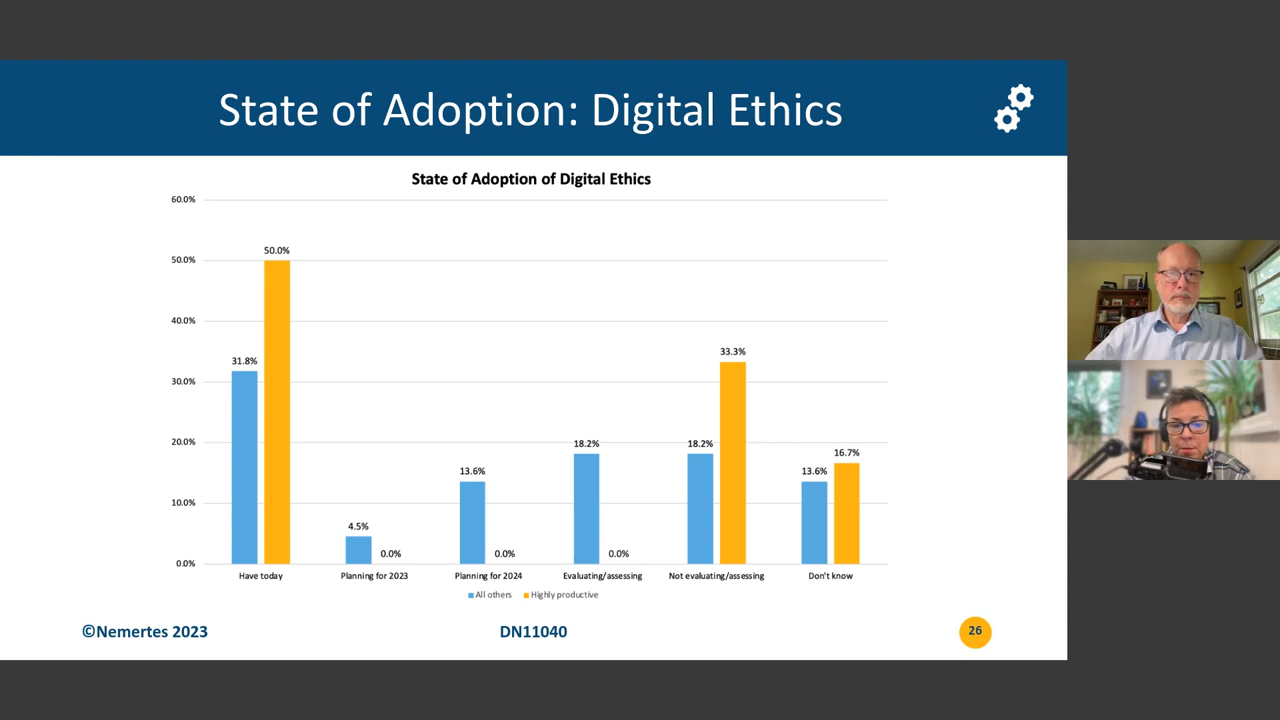 State of Adoption: Digital Ethics
State of Adoption of Digital Ethics
60.0%
50.0%
40.0%
30.0%
20.0%
10.0%
0.0%
31.8%
50.0%
4.5%
0.0%
13.6%
0.0%
18.2%
0.0%
18.2%
33.3%
13.6%
16.7%
Have today
Planning for 2023
Planning for 2024
Evaluating/assessing
Not evaluating/assessing
Don't know
All others
Highly productive
©Nemertes 2023
DN11040
26